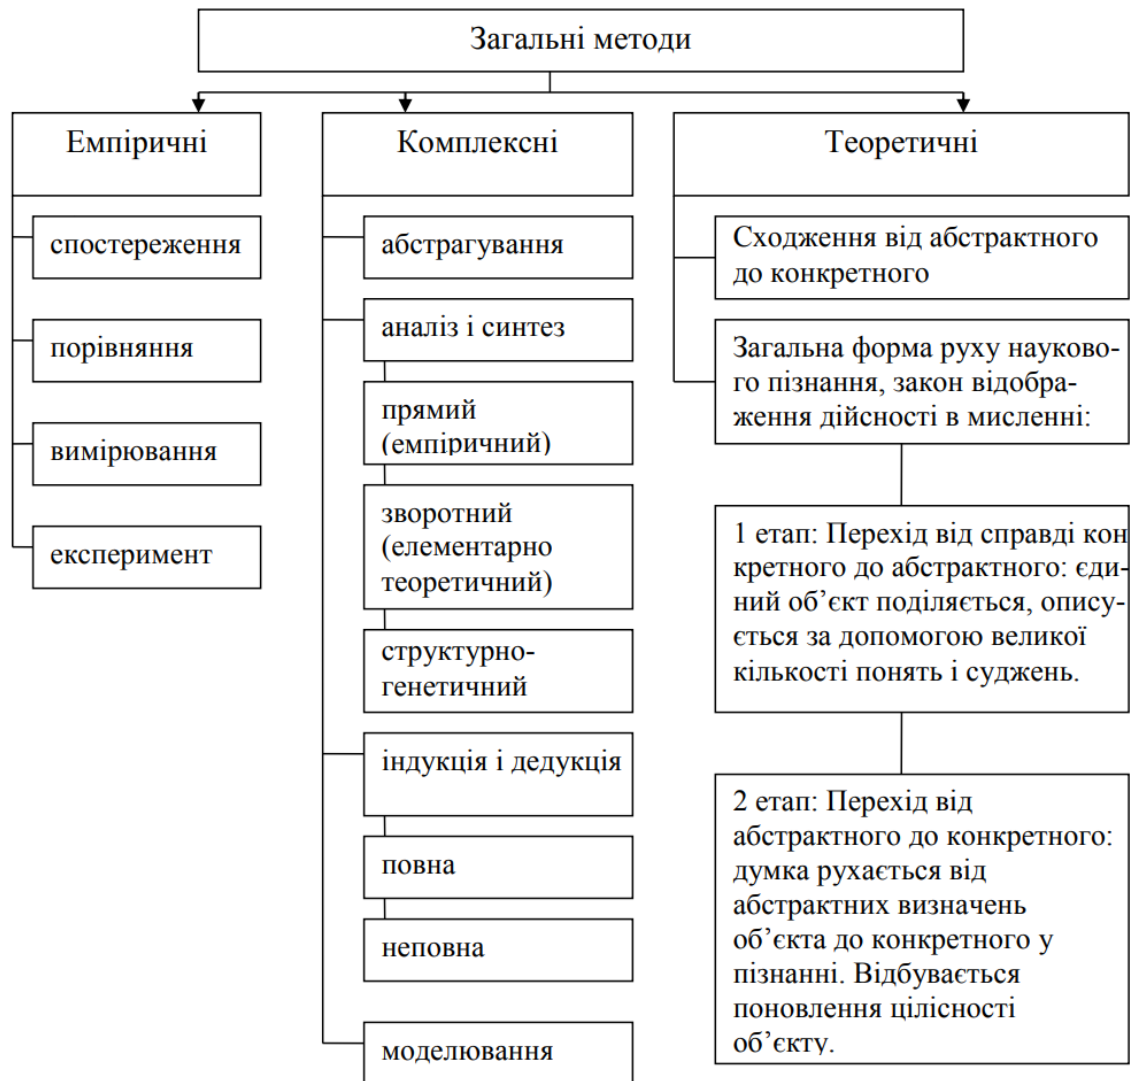 Загальні методи
Емпіричні
спостереження
порівняння
вимірювання
експеримент
Комплексні
абстрагування
аналіз і синтез
прямий
(емпіричний)
зворотний
(елементарно
теоретичний)
структурно-
генетичний
індукція і дедукція
повна
неповна
моделювання
Теоретичні
Сходження від абстрактного
до конкретного
Загальна форма руху науково-
го пізнання, закон відобра-
ження дійсності в мисленні:
1 етап: Перехід від справді кон
кретного до абстрактного: єди-
ний об’єкт поділяється, опису-
ється за допомогою великої
кількості понять і суджень.
2 етап: Перехід від
абстрактного до конкретного:
думка рухається від
абстрактних визначень
об’єкта до конкретного у
пізнанні. Відбувається
поновлення цілісності
об’єкту.